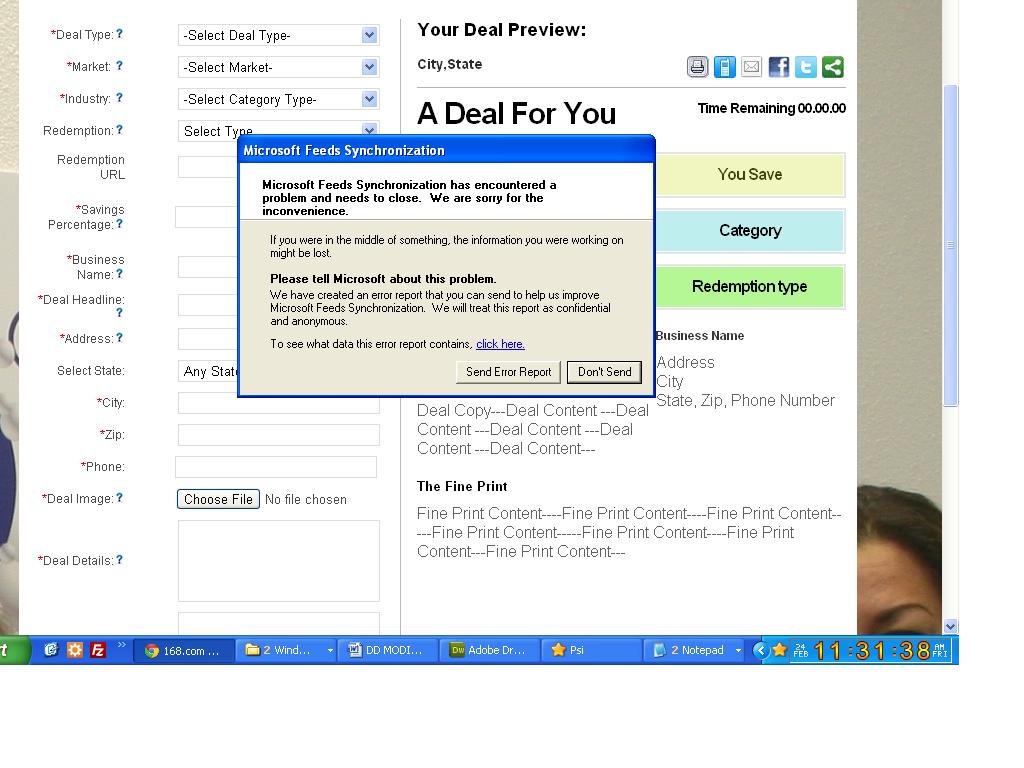 *Deal Type: ?
-Select Deal Type-
*Market: ?
-Select Market-
*Industry: ?
-Select Category Type-
Redemption: ?
Select Type
Redemption
URL
*Savings
Percentage: ?
*Business
Name: ?
*Deal Headline:
?
*Address: ?
Select State:
Any State
*City:
*Zip:
*Phone:
*Deal Image: ?
Choose File No file chosen
*Deal Details: ?
Your Deal Preview:
City,State
A Deal For You
Time Remaining 00.00.00
You Save
Category
Redemption type
Business Name
Address
City
State, Zip, Phone Number
Deal Copy---Deal Content ---Deal
Content ---Deal Content ---Deal
Content ---Deal Content---
The Fine Print
Fine Print Content----Fine Print Content----Fine Print Content--
---Fine Print Content-----Fine Print Content----Fine Print
Content---Fine Print Content---
Microsoft Feeds Synchronization
Microsoft Feeds Synchronization has encountered a
problem and needs to close. We are sorry for the
inconvenience.
If you were in the middle of something, the information you were working on
might be lost.
Please tell Microsoft about this problem.
We have created an error report that you can send to help us improve
Microsoft Feeds Synchronization. We will treat this report as confidential
and anonymous.
To see what data this error report contains, click here.
Send Error Report
Don't Send
rt
Fz
168.com ...
2 Wind...
DD MODI...
Dw Adobe Dr...
Psi
2 Notepad
24
FEB
11:31:38
AM
FRI